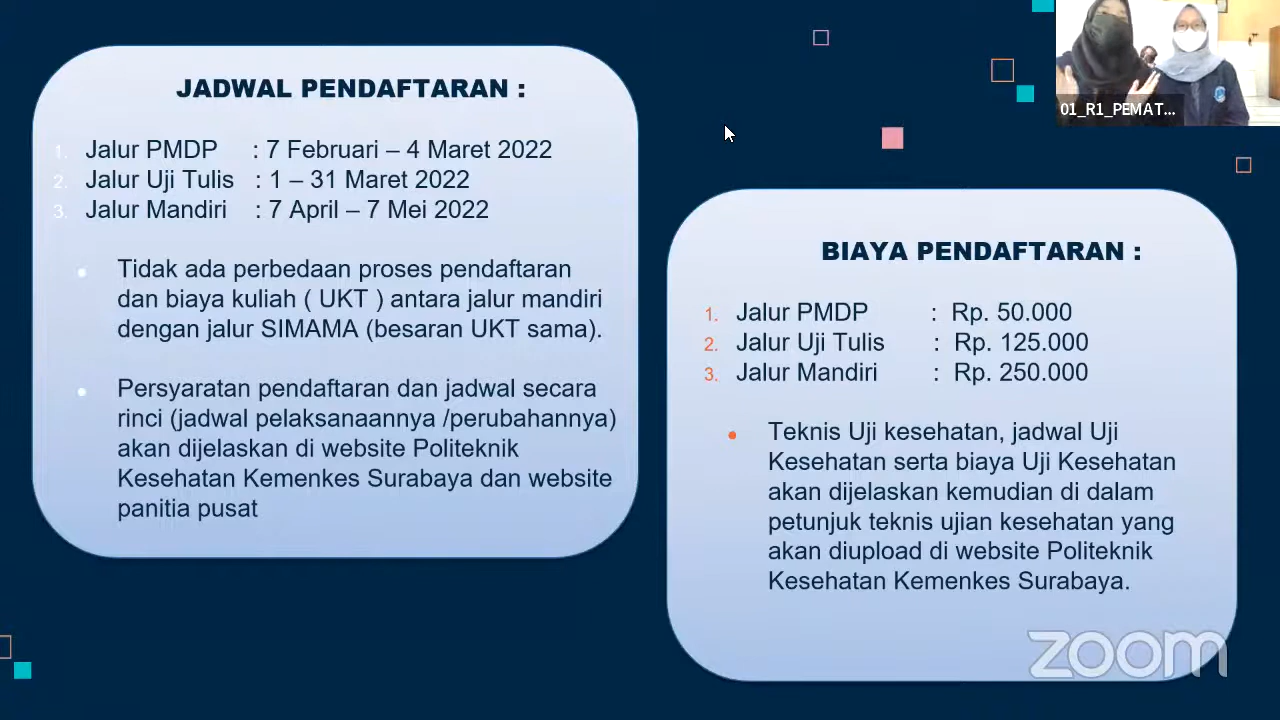 JADWAL PENDAFTARAN :
1. Jalur PMDP : 7 Februari – 4 Maret 2022
2. Jalur Uji Tulis : 1 – 31 Maret 2022
3. Jalur Mandiri : 7 April – 7 Mei 2022
• Tidak ada perbedaan proses pendaftaran
dan biaya kuliah ( UKT ) antara jalur mandiri
dengan jalur SIMAMA (besaran UKT sama).
• Persyaratan pendaftaran dan jadwal secara
rinci (jadwal pelaksanaannya /perubahannya)
akan dijelaskan di website Politeknik
Kesehatan Kemenkes Surabaya dan website
panitia pusat
01_R1_PEMAT...
BIAYA PENDAFTARAN :
1. Jalur PMDP : Rp. 50.000
2. Jalur Uji Tulis : Rp. 125.000
3. Jalur Mandiri : Rp. 250.000
• Teknis Uji kesehatan, jadwal Uji
Kesehatan serta biaya Uji Kesehatan
akan dijelaskan kemudian di dalam
petunjuk teknis ujian kesehatan yang
akan diupload di website Politeknik
Kesehatan Kemenkes Surabaya.
zoom